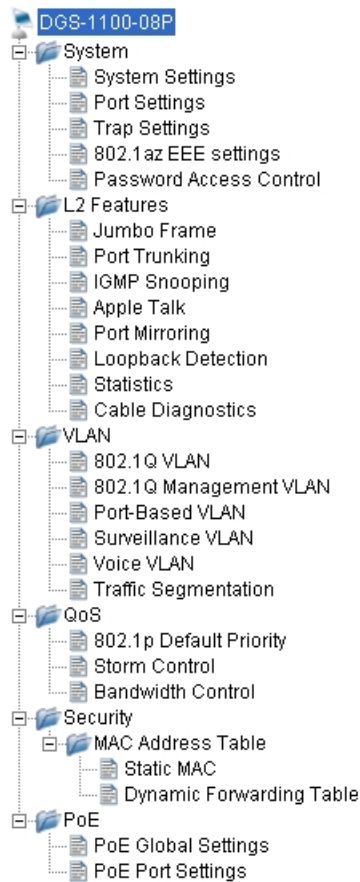 DGS-1100-08P
System
System Settings
Port Settings
Trap Settings
802.1az EEE settings
Password Access Control
L2 Features
Jumbo Frame
Port Trunking
IGMP Snooping
Apple Talk
Port Mirroring
Loopback Detection
Statistics
Cable Diagnostics
VLAN
802.1Q VLAN
802.1Q Management VLAN
Port-Based VLAN
Surveillance VLAN
Voice VLAN
Traffic Segmentation
QoS
802.1p Default Priority
Storm Control
Bandwidth Control
Security
MAC Address Table
Static MAC
Dynamic Forwarding Table
PoE
PoE Global Settings
PoE Port Settings